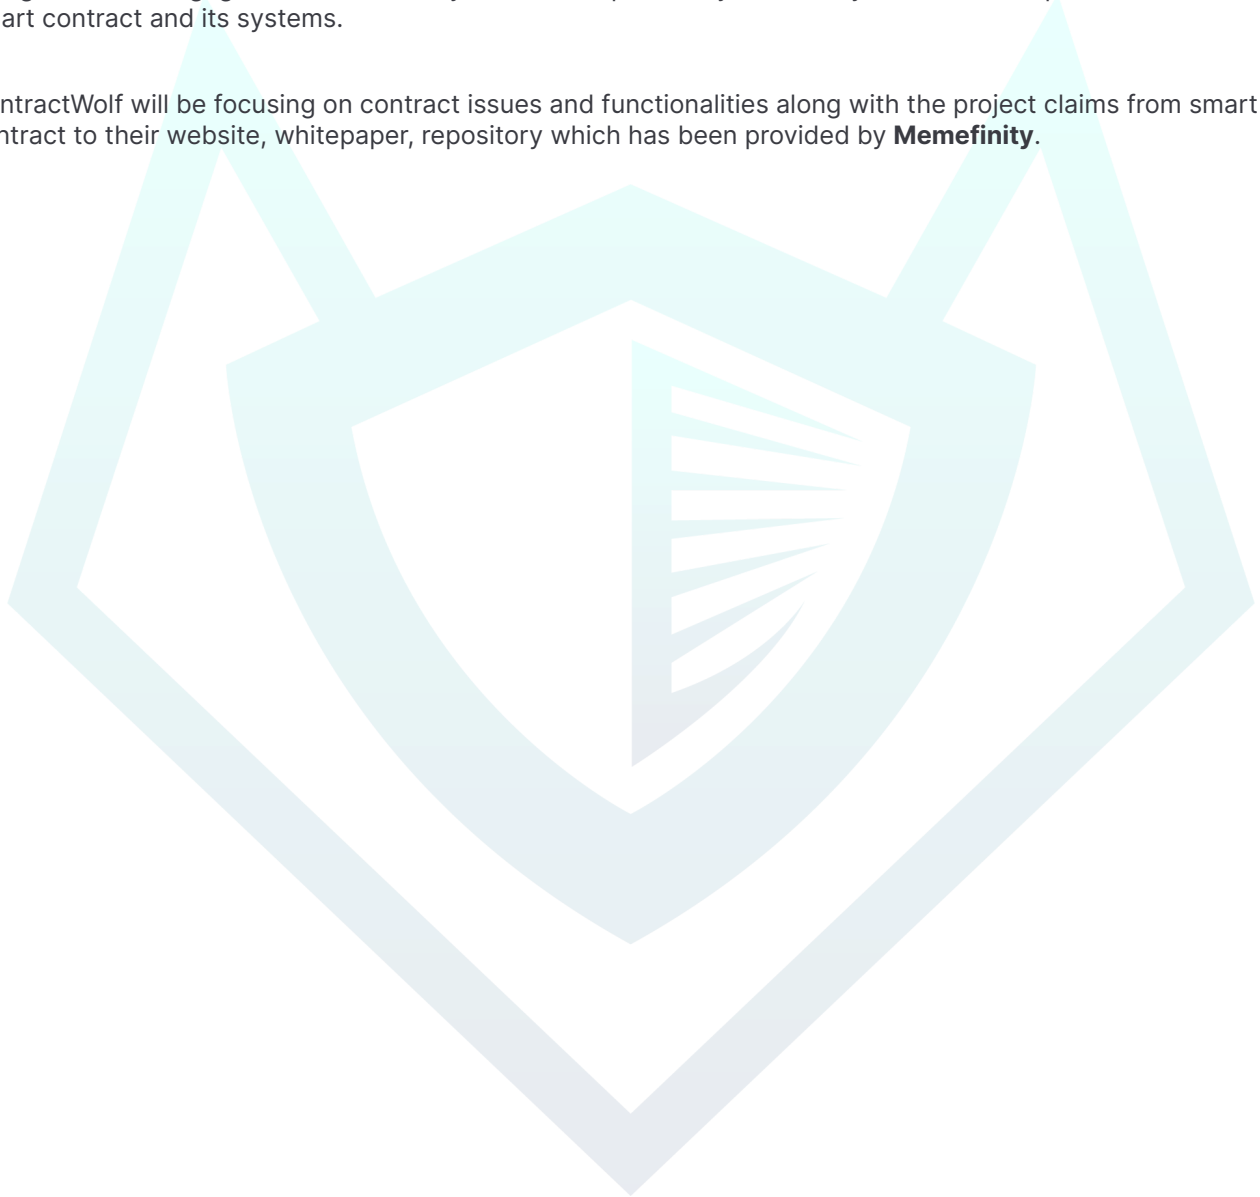 art contract and its systems.
ntractWolf will be focusing on contract issues and functionalities along with the project claims from smart
ntract to their website, whitepaper, repository which has been provided by Memefinity.